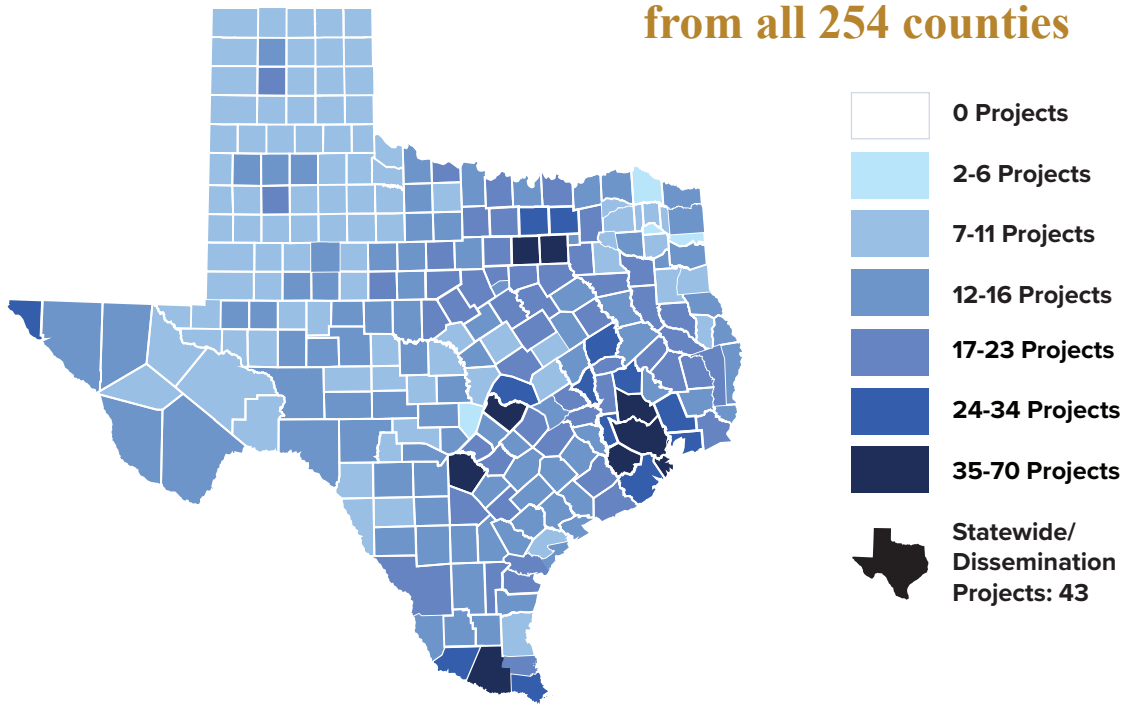 from all 254 counties
0 Projects
2-6 Projects
7-11 Projects
12-16 Projects
17-23 Projects
24-34 Projects
35-70 Projects
Statewide/
Dissemination
Projects: 43